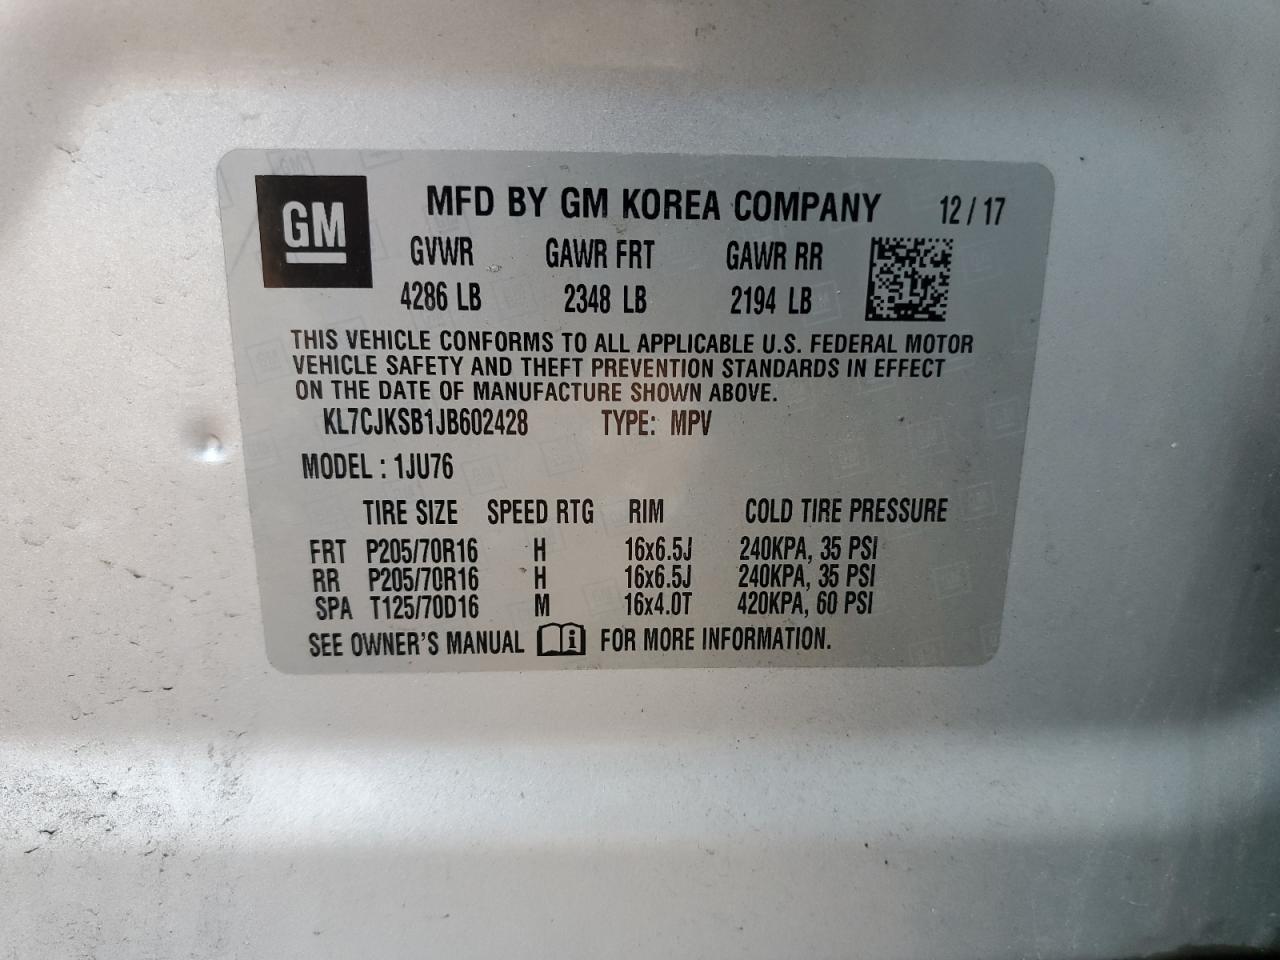 GM
MFD BY GM KOREA COMPANY 12 / 17
GVWR GAWR FRT GAWR RR
4286 LB 2348 LB 2194 LB
THIS VEHICLE CONFORMS TO ALL APPLICABLE U.S. FEDERAL MOTOR
VEHICLE SAFETY AND THEFT PREVENTION STANDARDS IN EFFECT
ON THE DATE OF MANUFACTURE SHOWN ABOVE.
KL7CJKSB1JB602428 TYPE: MPV
MODEL : 1JU76
TIRE SIZE SPEED RTG RIM COLD TIRE PRESSURE
FRT P205/70R16 H 16x6.5J 240KPA, 35 PSI
RR P205/70R16 H 16x6.5J 240KPA, 35 PSI
SPA T125/70D16 M 16x4.0T 420KPA, 60 PSI
SEE OWNER'S MANUAL FOR MORE INFORMATION.